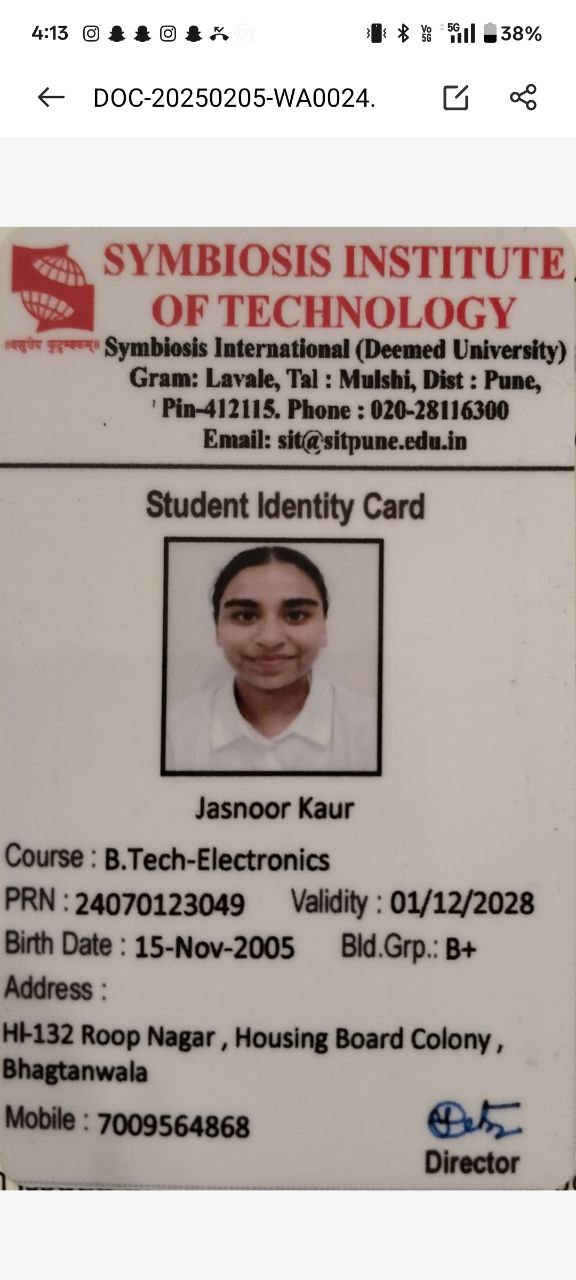 4:13
Vo 5G 5G 38%
DOC-20250205-WA0024.
SYMBIOSIS INSTITUTE
OF TECHNOLOGY
॥वसुधैव कुटुम्बकम्॥
Symbiosis International (Deemed University)
Gram: Lavale, Tal : Mulshi, Dist : Pune,
Pin-412115. Phone : 020-28116300
Email: sit@sitpune.edu.in
Student Identity Card
Jasnoor Kaur
Course : B.Tech-Electronics
PRN : 24070123049 Validity : 01/12/2028
Birth Date : 15-Nov-2005 Bld.Grp.: B+
Address :
HI-132 Roop Nagar , Housing Board Colony ,
Bhagtanwala
Mobile : 7009564868
Director